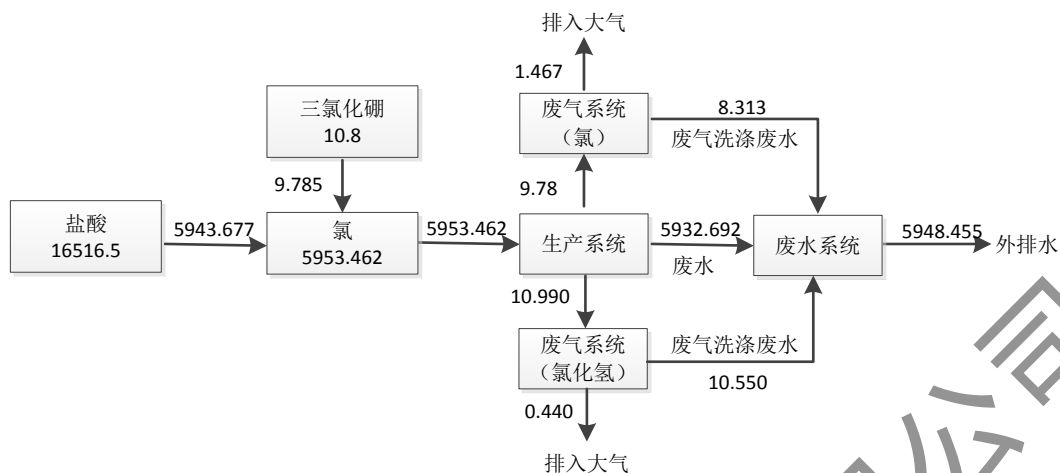 排入大气
1.467
三氯化硼
10.8
废气系统
（氯）
8.313
废气洗涤废水
9.785
9.78
盐酸
16516.5
5943.677
氯
5953.462
5953.462
生产系统
5932.692
废水
废水系统
5948.455
外排水
10.990
废气系统
（氯化氢）
废气洗涤废水
10.550
0.440
排入大气
公司